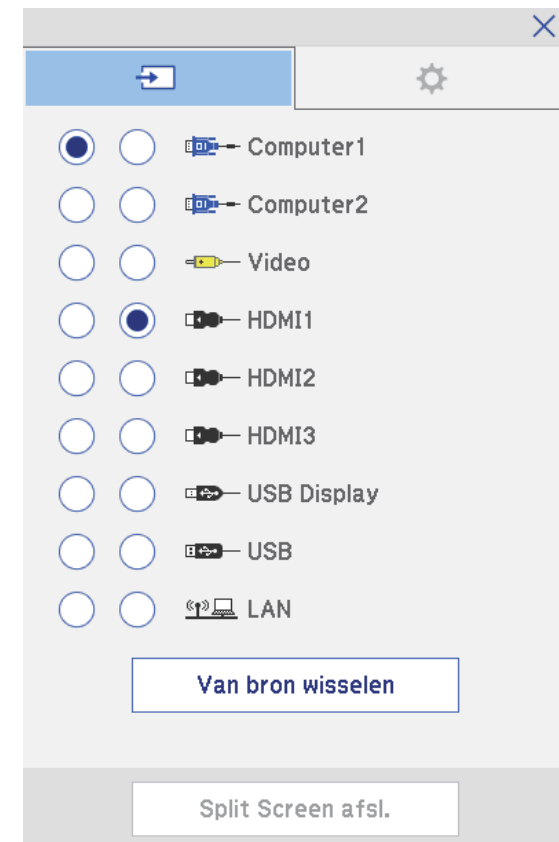 Computer1
Computer2
Video
HDMI1
HDMI2
HDMI3
USB Display
USB
LAN
Van bron wisselen
Split Screen afsl.